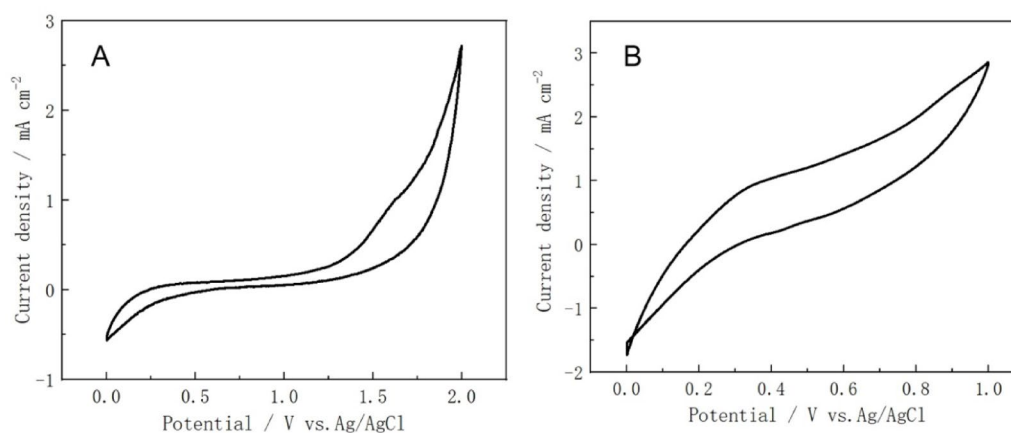 A
Current density / mA cm⁻²
3
2
1
0
-1
0.0 0.5 1.0 1.5 2.0
Potential / V vs.Ag/AgCl
B
Current density / mA cm⁻²
3
2
1
0
-1
-2
0.0 0.2 0.4 0.6 0.8 1.0
Potential / V vs.Ag/AgCl